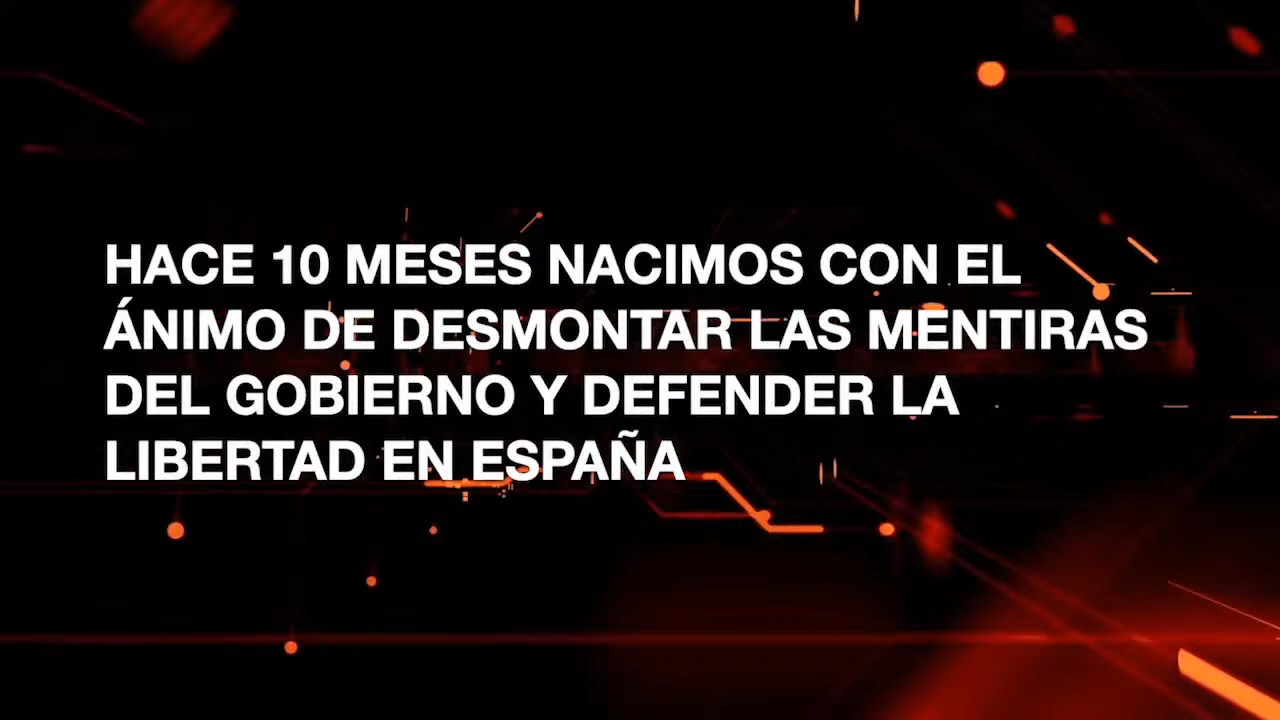 HACE 10 MESES NACIMOS CON EL
ÁNIMO DE DESMONTAR LAS MENTIRAS
DEL GOBIERNO Y DEFENDER LA
LIBERTAD EN ESPAÑA